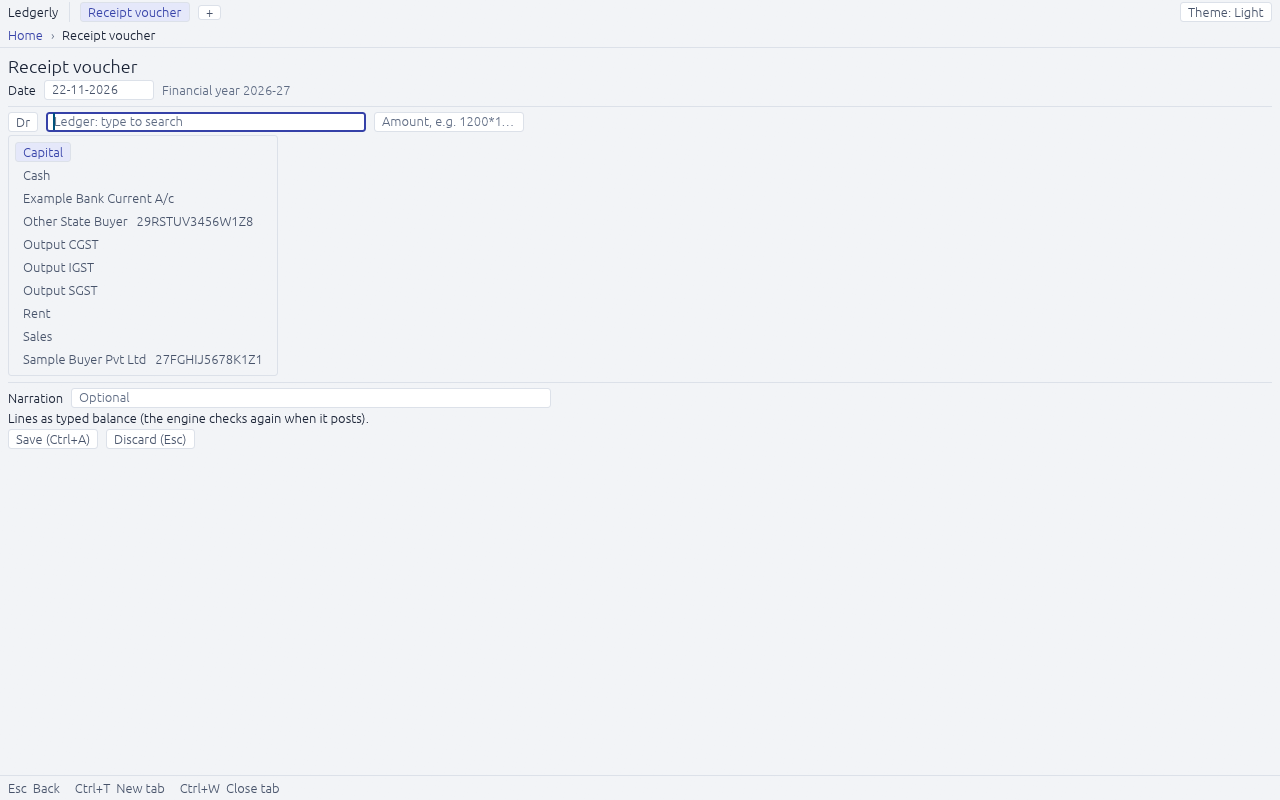 Ledgerly Receipt voucher + Theme: Light
Home › Receipt voucher
Receipt voucher
Date 22-11-2026 Financial year 2026-27
Dr Ledger: type to search Amount, e.g. 1200*1...
Capital
Cash
Example Bank Current A/c
Other State Buyer 29RSTUV3456W1Z8
Output CGST
Output IGST
Output SGST
Rent
Sales
Sample Buyer Pvt Ltd 27FGHIJ5678K1Z1
Narration Optional
Lines as typed balance (the engine checks again when it posts).
Save (Ctrl+A) Discard (Esc)
Esc Back Ctrl+T New tab Ctrl+W Close tab